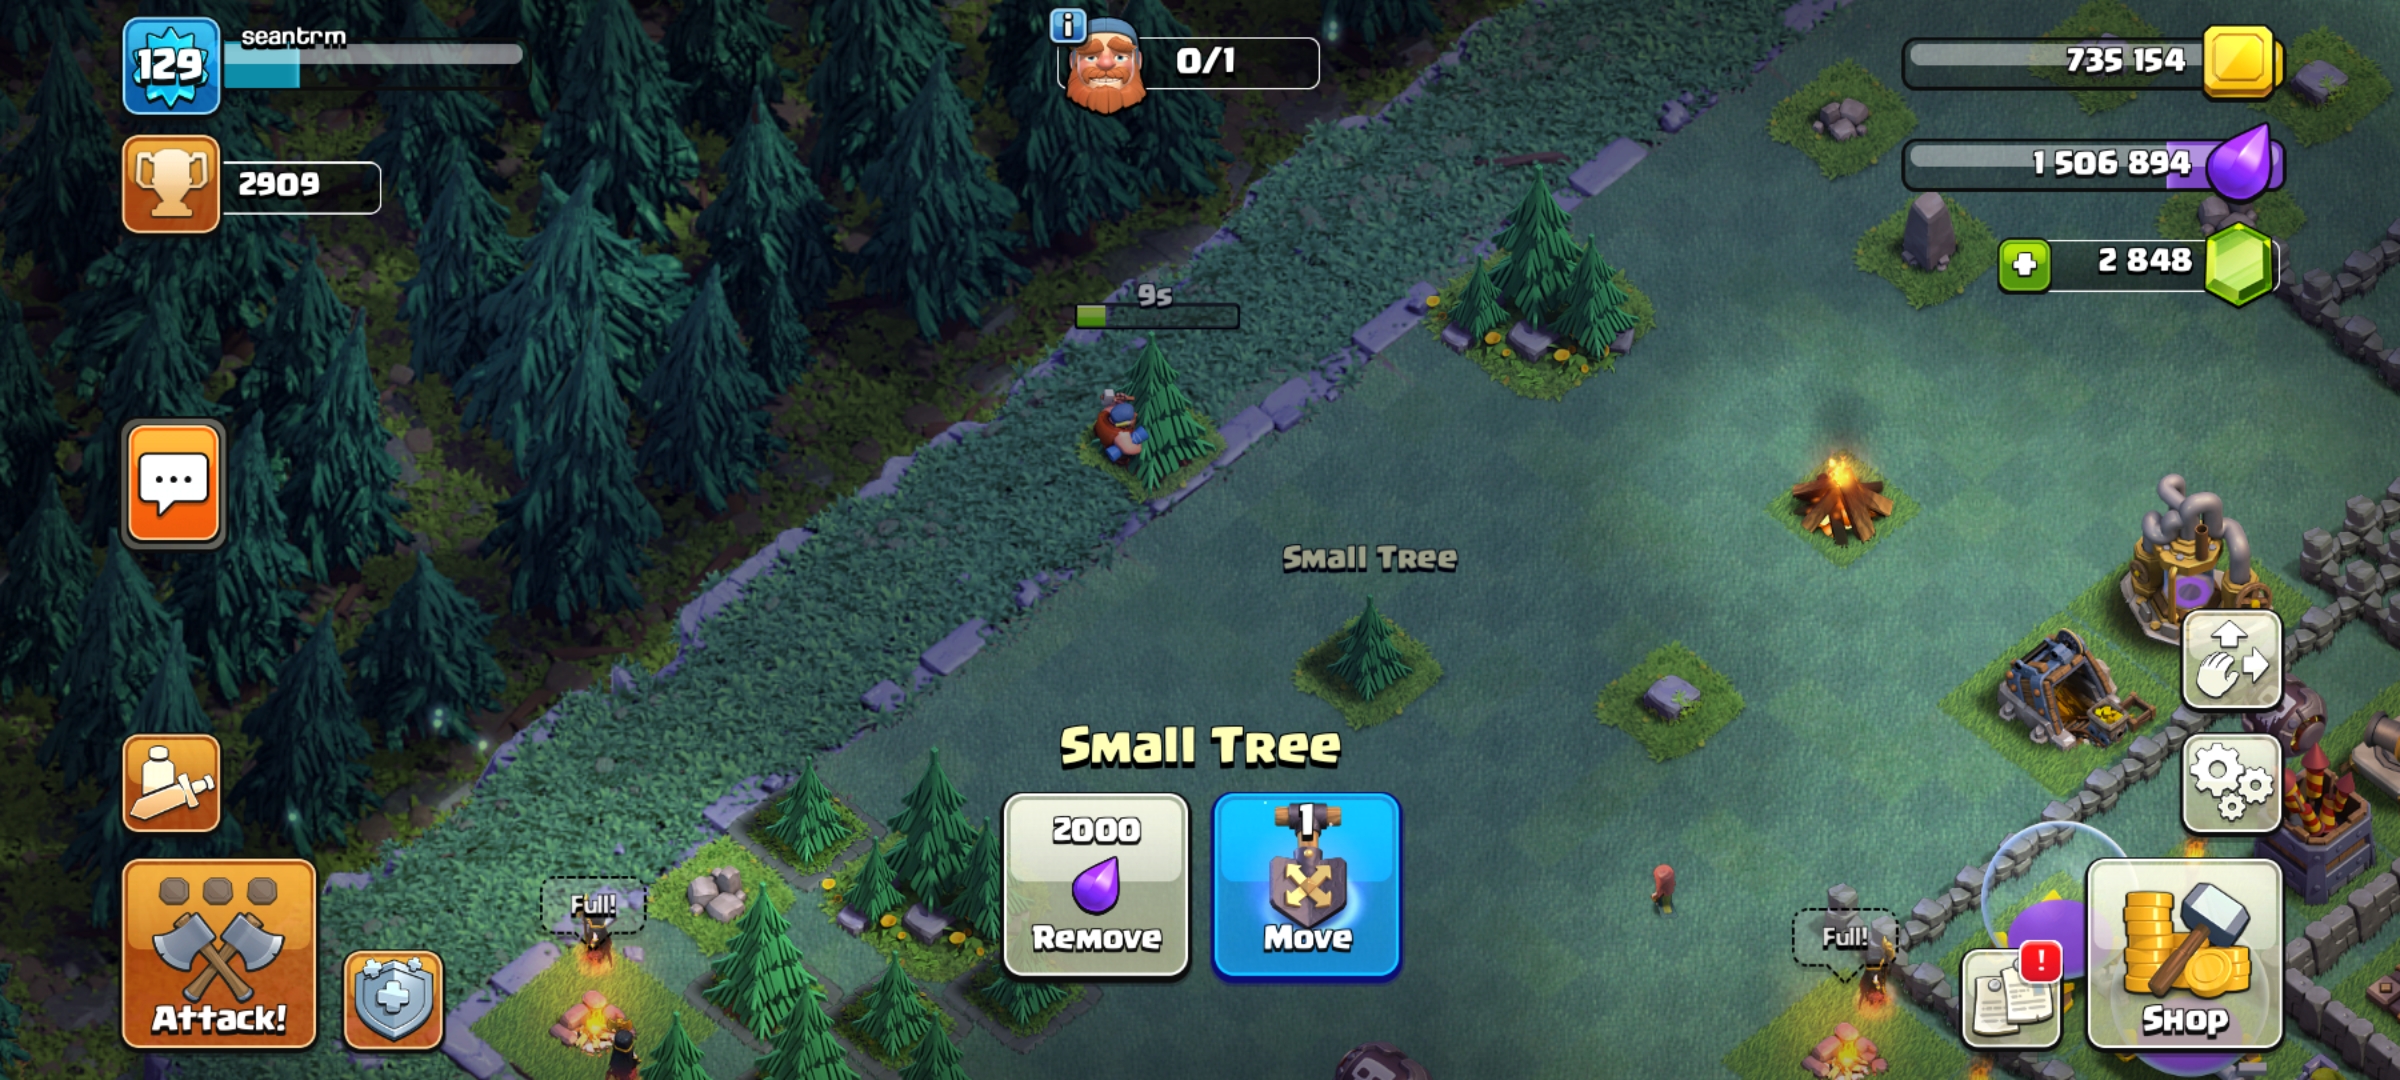 129
seantrm
i
0/1
735 154
2909
1 506 894
2 848
9s
Small Tree
Small Tree
2000
Remove
1
Move
Full!
Full!
!
Attack!
Shop